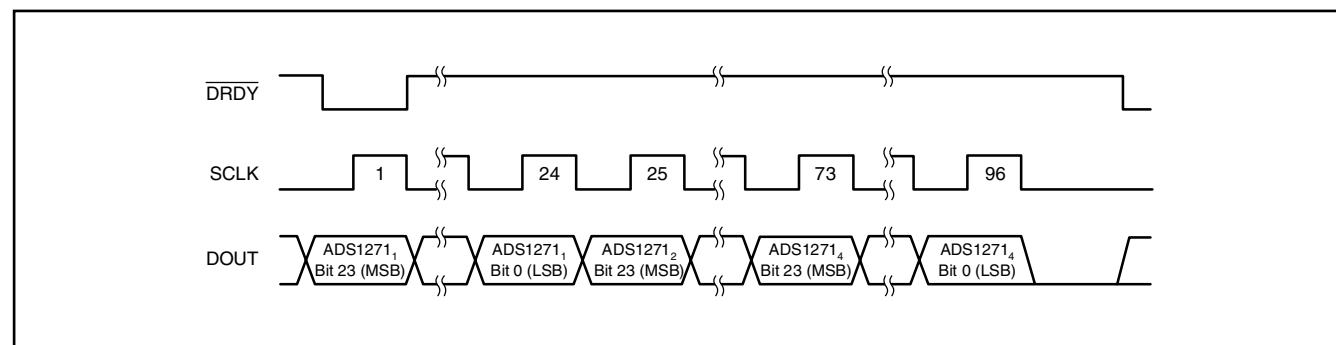 DRDY
SCLK 1 24 25 73 96
DOUT ADS1271₁ ADS1271₁ ADS1271₂ ADS1271₄ ADS1271₄
Bit 23 (MSB) Bit 0 (LSB) Bit 23 (MSB) Bit 23 (MSB) Bit 0 (LSB)